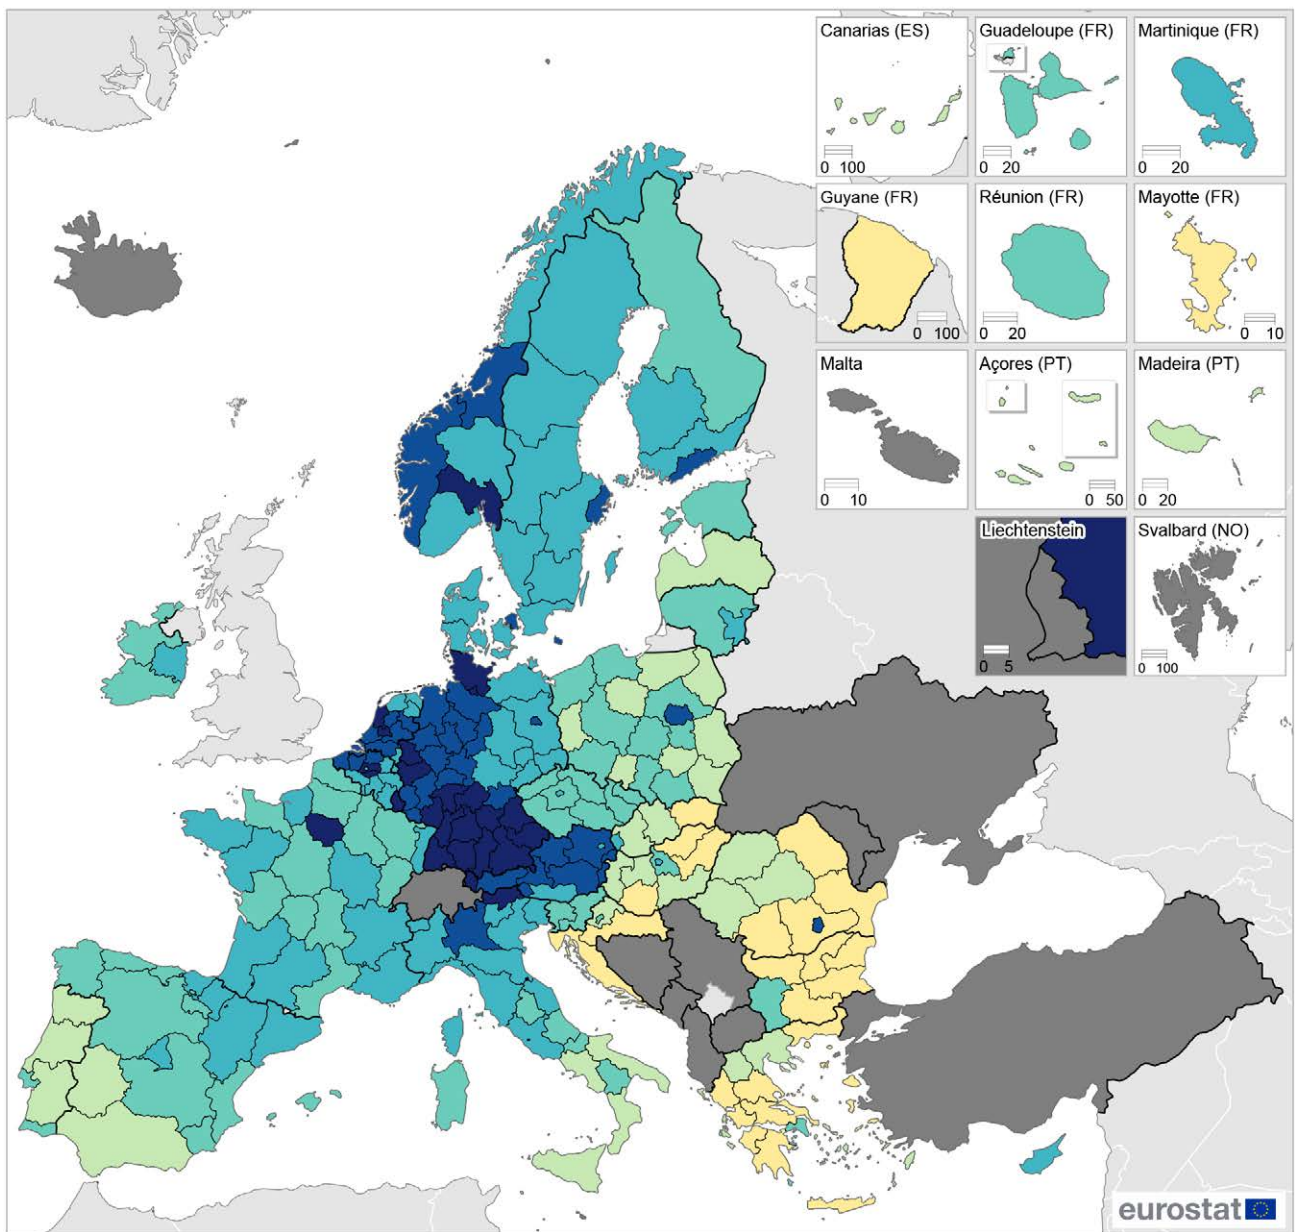 Canarias (ES)
0 100
Guadeloupe (FR)
0 20
Martinique (FR)
0 20
Guyane (FR)
0 100
Réunion (FR)
0 20
Mayotte (FR)
0 10
Malta
0 10
Açores (PT)
0 50
Madeira (PT)
0 20
Liechtenstein
0 5
Svalbard (NO)
0 100
eurostat